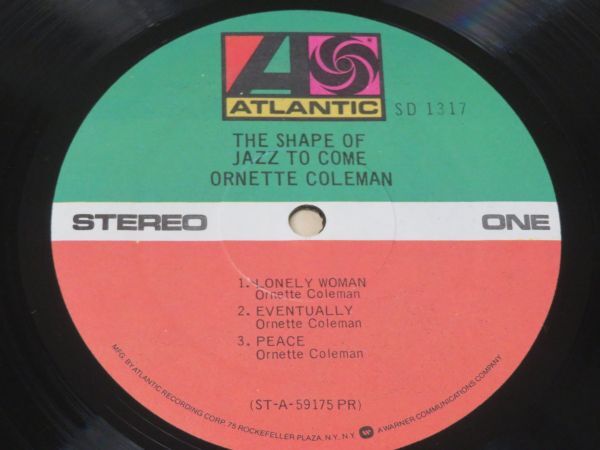 ATLANTIC
SD 1317
THE SHAPE OF
JAZZ TO COME
ORNETTE COLEMAN
STEREO
ONE
1. LONELY WOMAN
Ornette Coleman
2. EVENTUALLY
Ornette Coleman
3. PEACE
Ornette Coleman
(ST-A-59175 PR)
MFG. BY ATLANTIC RECORDING CORP. 75 ROCKEFELLER PLAZA, N.Y. N.Y. A WARNER COMMUNICATIONS COMPANY